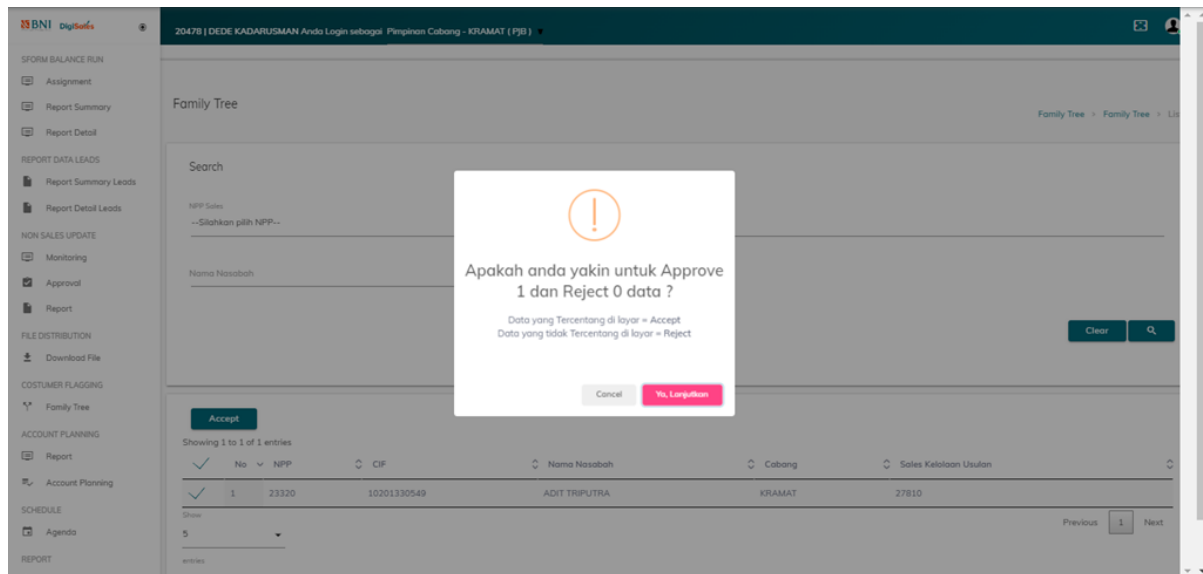 BNI DigiSales
20478 | DEDE KADARUSMAN Anda Login sebagai Pimpinan Cabang - KRAMAT ( PJB )
SFORM BALANCE RUN
Assignment
Report Summary
Report Detail
REPORT DATA LEADS
Report Summary Leads
Report Detail Leads
NON SALES UPDATE
Monitoring
Approval
Report
FILE DISTRIBUTION
Download File
COSTUMER FLAGGING
Family Tree
ACCOUNT PLANNING
Report
Account Planning
SCHEDULE
Agenda
REPORT
Family Tree
Family Tree > Family Tree > Lis
Search
NPP Sales
--Silahkan pilih NPP--
Nama Nasabah
Clear
Apakah anda yakin untuk Approve
1 dan Reject 0 data ?
Data yang Tercentang di layar = Accept
Data yang tidak Tercentang di layar = Reject
Cancel Ya, Lanjutkan
Accept
Showing 1 to 1 of 1 entries
No NPP CIF Nama Nasabah Cabang Sales Kelolaan Usulan
1 23320 10201330549 ADIT TRIPUTRA KRAMAT 27810
Show
5
entries
Previous 1 Next